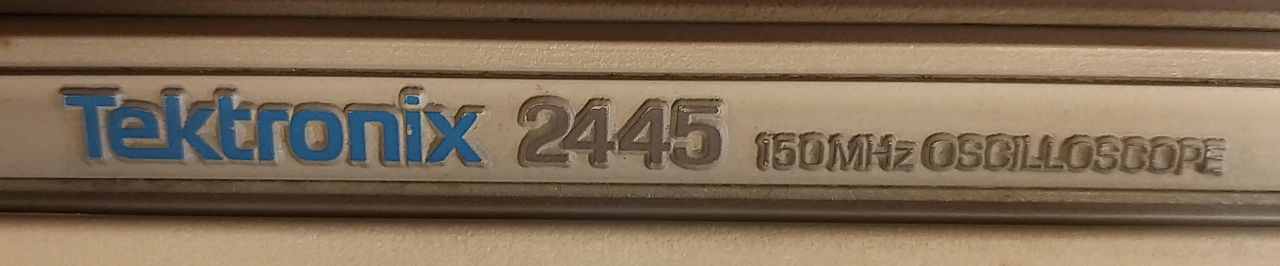 Tektronix 2445 150MHz OSCILLOSCOPE